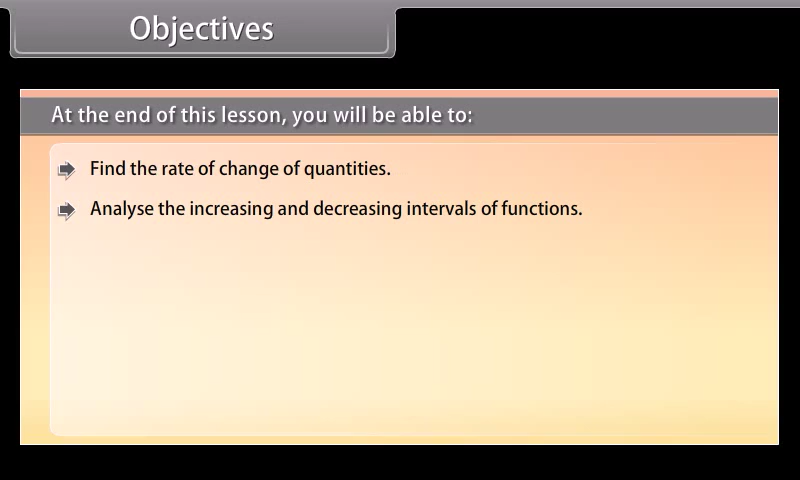 Objectives
At the end of this lesson, you will be able to:
Find the rate of change of quantities.
Analyse the increasing and decreasing intervals of functions.